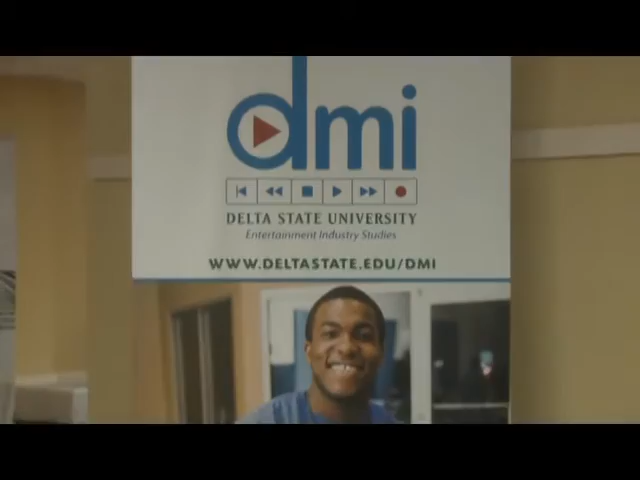 dmi
DELTA STATE UNIVERSITY
Entertainment Industry Studies
WWW.DELTASTATE.EDU/DMI